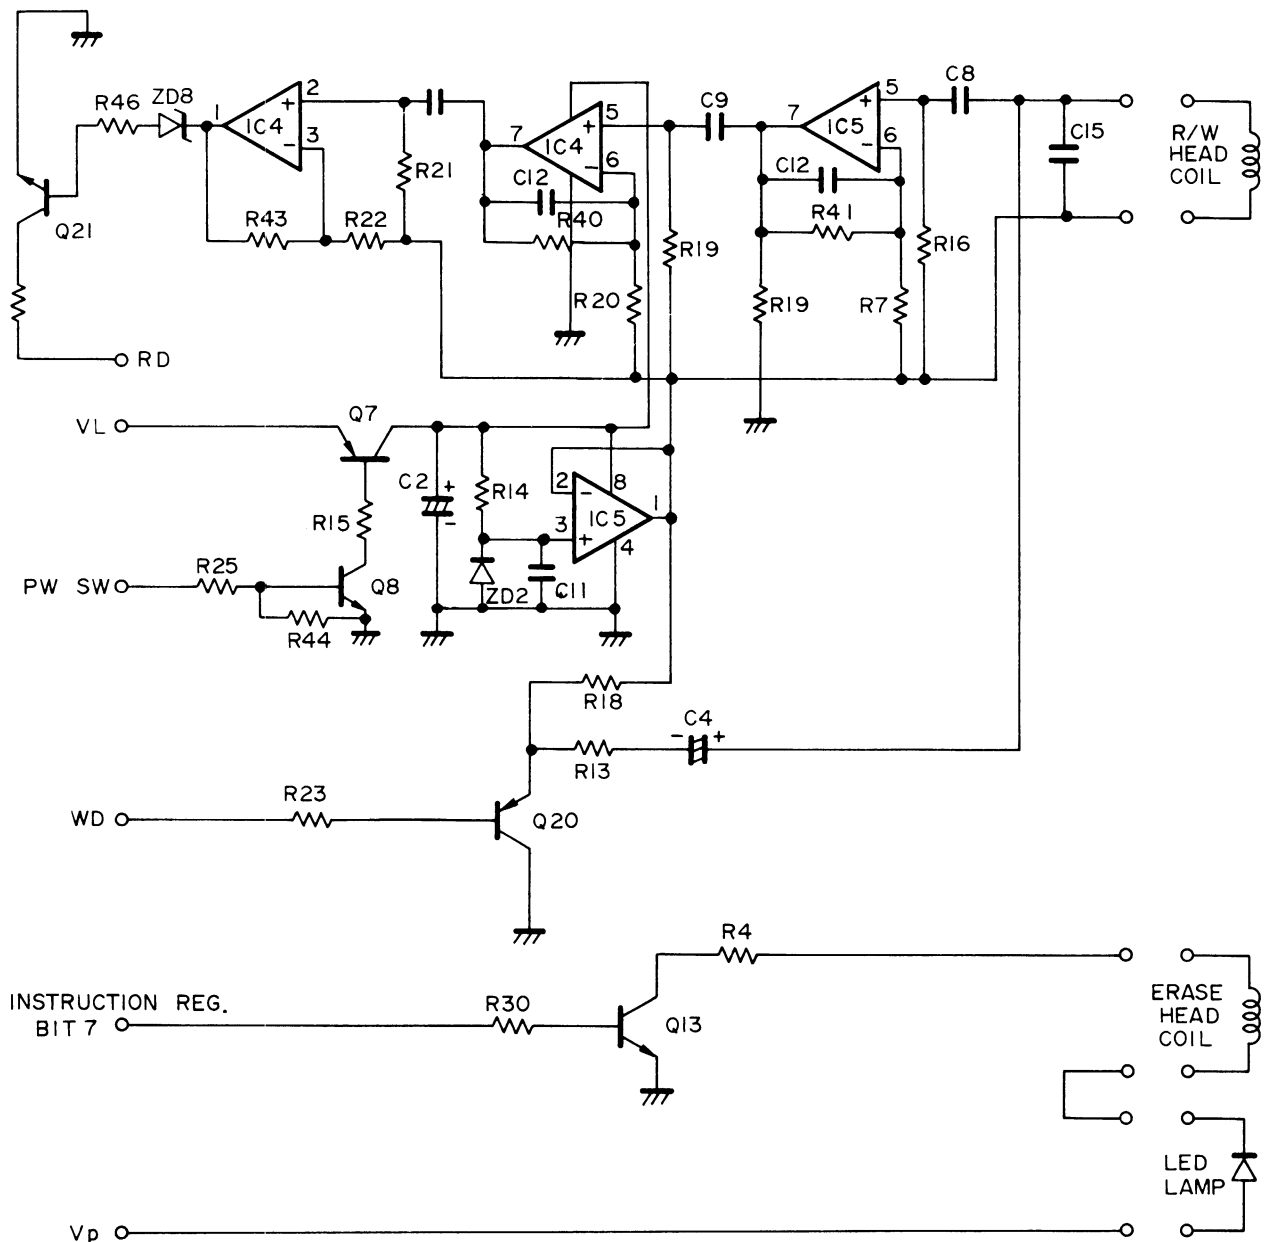 R46
ZD8
1
+
IC4
-
2
3
R21
R43
R22
Q21
RD
7
IC4
+
-
5
6
C12
R40
R20
R19
C9
7
IC5
+
-
5
6
C12
R41
R19
R7
R16
C8
C15
R/W
HEAD
COIL
VL
Q7
C2
+
-
R14
R15
2
-
8
IC5
1
3
+
4
ZD2
C11
PW SW
R25
Q8
R44
R18
C4
- +
R13
WD
R23
Q20
R4
INSTRUCTION REG.
BIT 7
R30
Q13
ERASE
HEAD
COIL
LED
LAMP
Vp